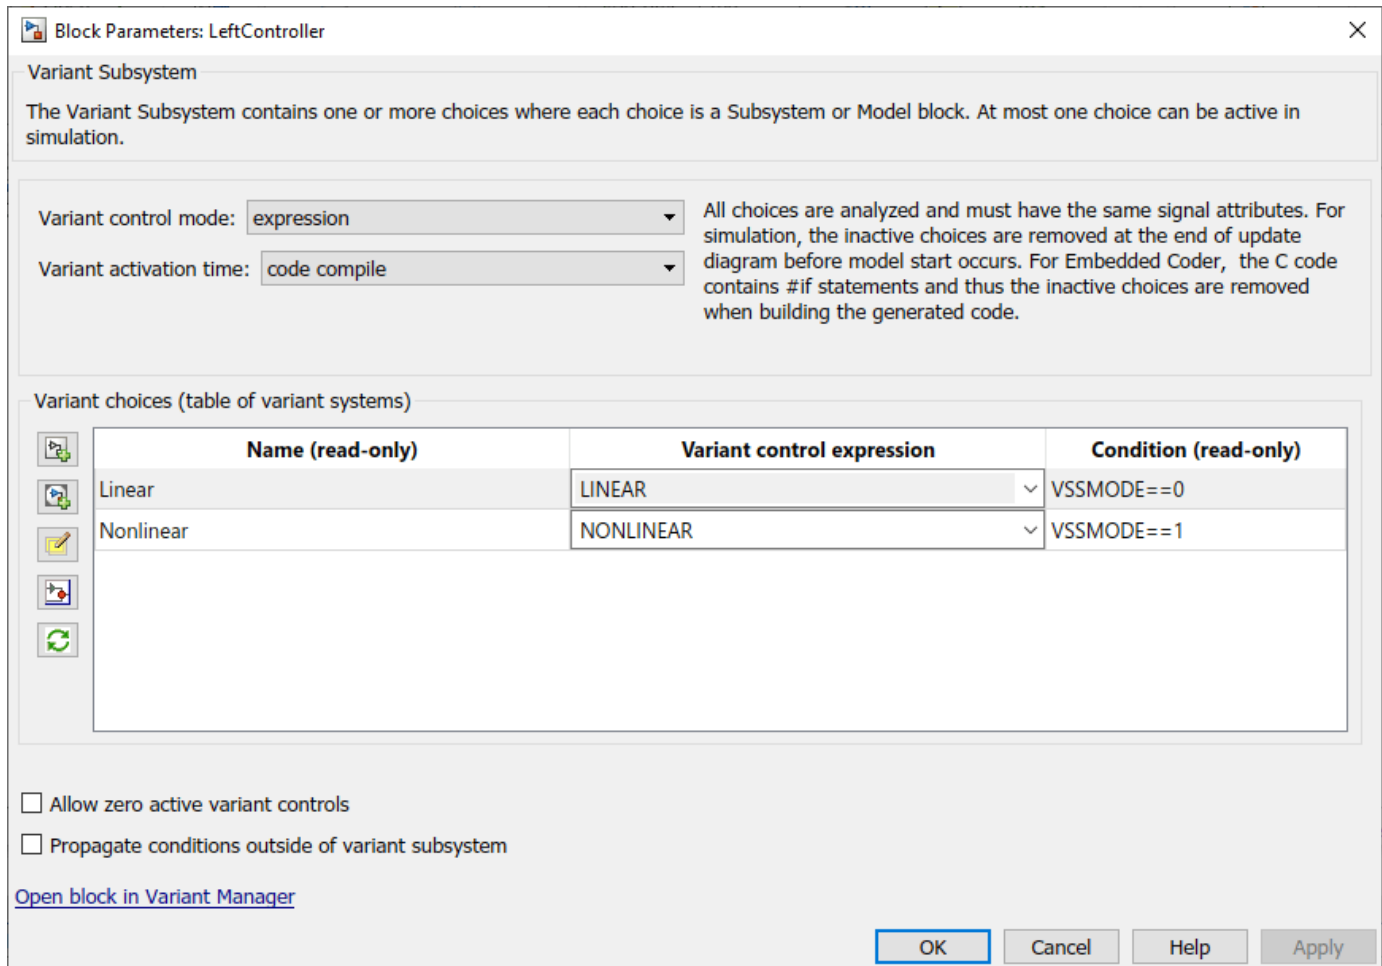 Block Parameters: LeftController
Variant Subsystem
The Variant Subsystem contains one or more choices where each choice is a Subsystem or Model block. At most one choice can be active in
simulation.
Variant control mode: expression
Variant activation time: code compile
All choices are analyzed and must have the same signal attributes. For
simulation, the inactive choices are removed at the end of update
diagram before model start occurs. For Embedded Coder,  the C code
contains #if statements and thus the inactive choices are removed
when building the generated code.
Variant choices (table of variant systems)
Name (read-only) Variant control expression Condition (read-only)
Linear LINEAR VSSMODE==0
Nonlinear NONLINEAR VSSMODE==1
Allow zero active variant controls
Propagate conditions outside of variant subsystem
Open block in Variant Manager
OK Cancel Help Apply